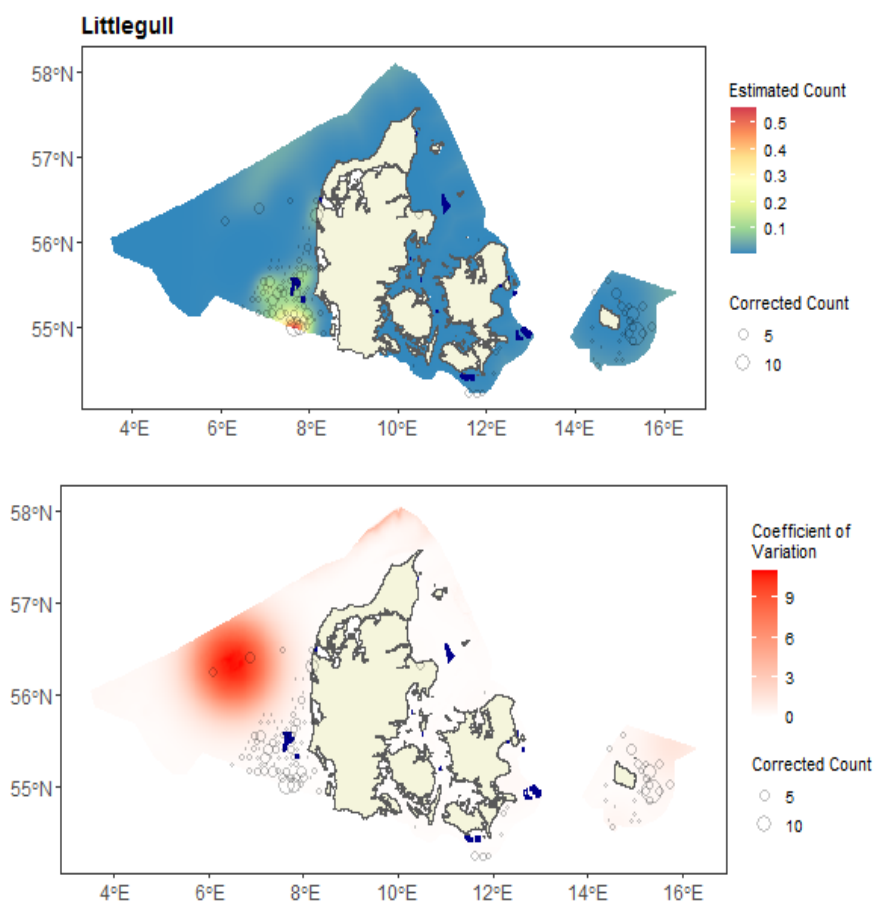 Littlegull
58°N
57°N
56°N
55°N
4°E
6°E
8°E
10°E
12°E
14°E
16°E
Estimated Count
0.5
0.4
0.3
0.2
0.1
Corrected Count
5
10
58°N
57°N
56°N
55°N
4°E
6°E
8°E
10°E
12°E
14°E
16°E
Coefficient of
Variation
9
6
3
0
Corrected Count
5
10